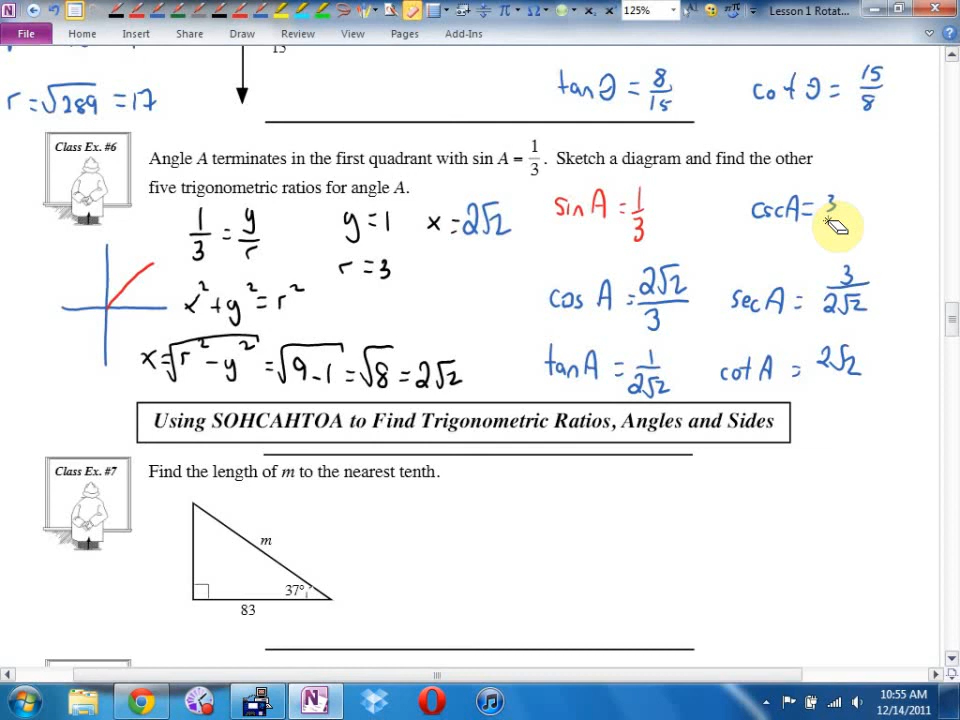 125%
Lesson 1 Rotat...
File Home Insert Share Draw Review View Pages Add-Ins
15
r = √289 = 17
tan θ = 8/15
cot θ = 15/8
Class Ex. #6
Angle A terminates in the first quadrant with sin A = 1/3. Sketch a diagram and find the other
five trigonometric ratios for angle A.
1/3 = y/r
y = 1
x = 2√2
sin A = 1/3
csc A = 3
r = 3
x² + y² = r²
cos A = 2√2/3
sec A = 3/2√2
x = √r² - y² = √9-1 = √8 = 2√2
tan A = 1/2√2
cot A = 2√2
Using SOHCAHTOA to Find Trigonometric Ratios, Angles and Sides
Class Ex. #7
Find the length of m to the nearest tenth.
m
37°
83
10:55 AM
12/14/2011